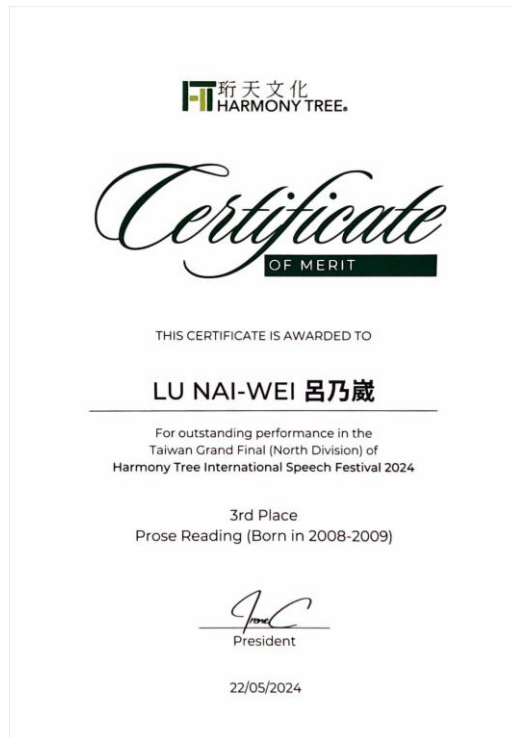 珩天文化
HARMONY TREE®
Certificate
OF MERIT
THIS CERTIFICATE IS AWARDED TO
LU NAI-WEI 呂乃崴
For outstanding performance in the
Taiwan Grand Final (North Division) of
Harmony Tree International Speech Festival 2024
3rd Place
Prose Reading (Born in 2008-2009)
President
22/05/2024